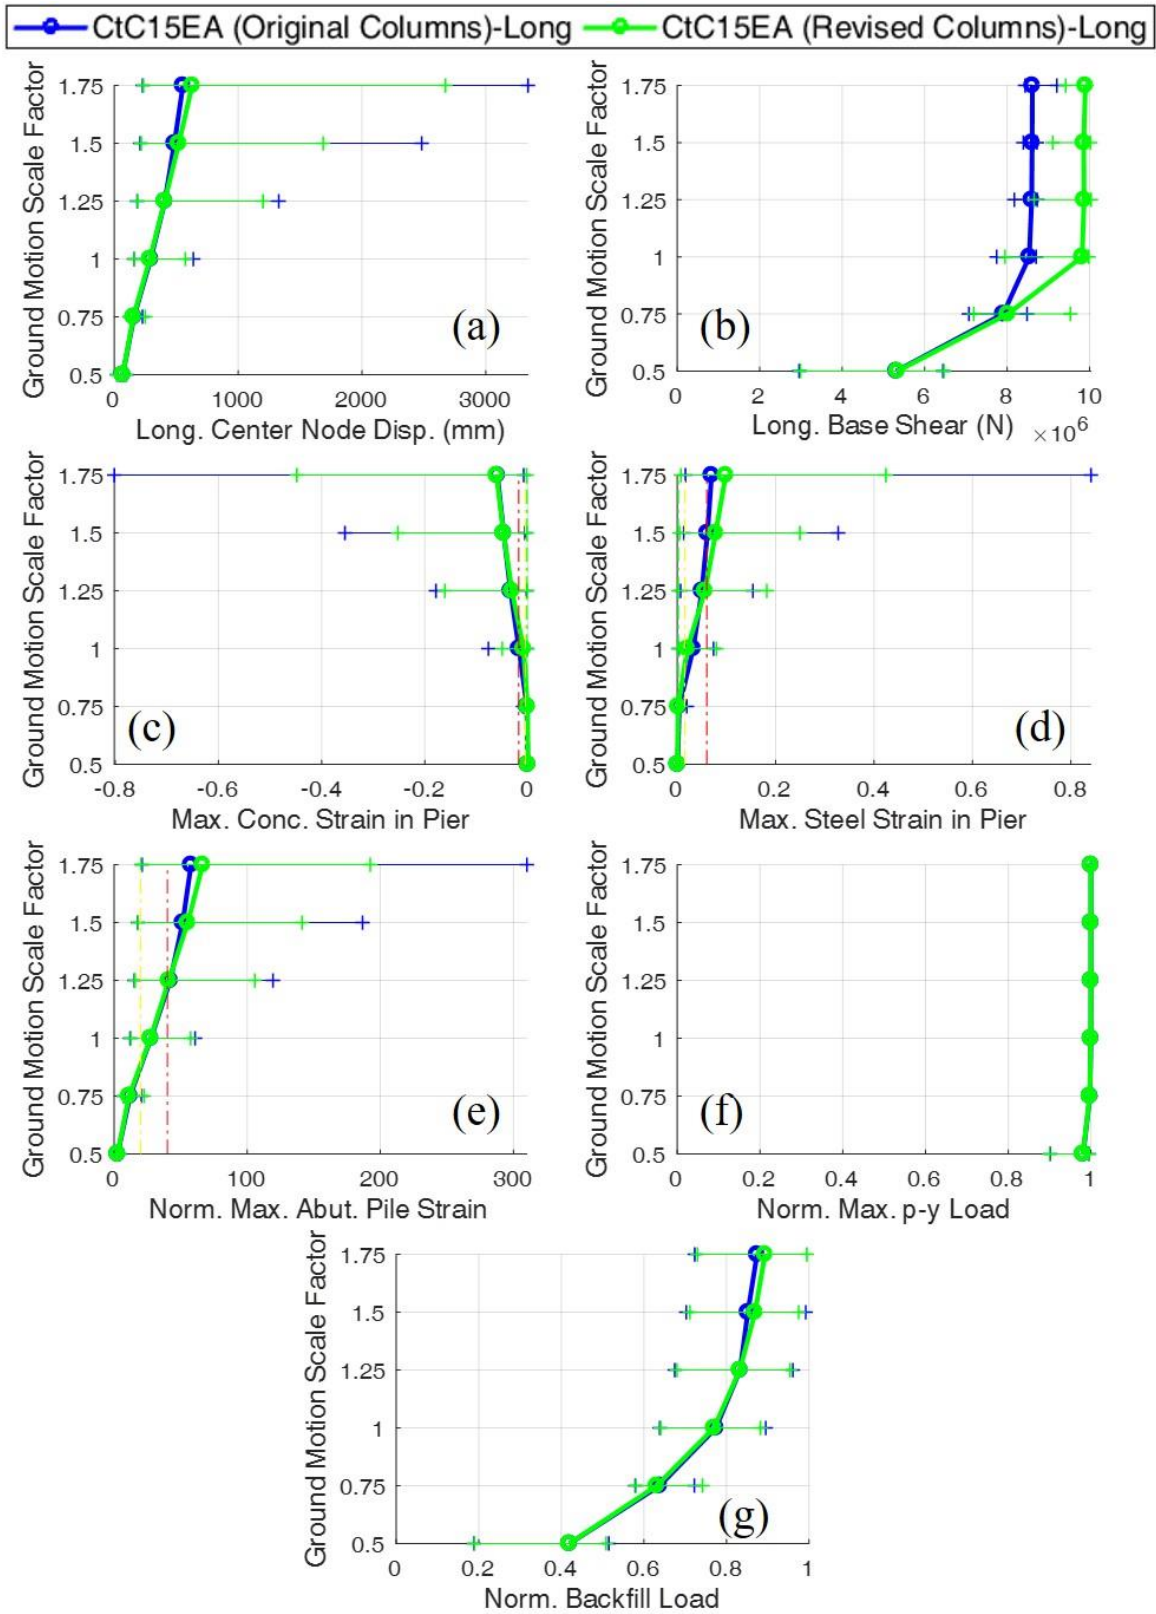 CtC15EA (Original Columns)-Long CtC15EA (Revised Columns)-Long
Ground Motion Scale Factor
1.75
1.5
1.25
1
0.75
0.5
0 1000 2000 3000
Long. Center Node Disp. (mm)
(a)
Ground Motion Scale Factor
1.75
1.5
1.25
1
0.75
0.5
0 2 4 6 8 10
Long. Base Shear (N) ×10^6
(b)
Ground Motion Scale Factor
1.75
1.5
1.25
1
0.75
0.5
-0.8 -0.6 -0.4 -0.2 0
Max. Conc. Strain in Pier
(c)
Ground Motion Scale Factor
1.75
1.5
1.25
1
0.75
0.5
0 0.2 0.4 0.6 0.8
Max. Steel Strain in Pier
(d)
Ground Motion Scale Factor
1.75
1.5
1.25
1
0.75
0.5
0 100 200 300
Norm. Max. Abut. Pile Strain
(e)
Ground Motion Scale Factor
1.75
1.5
1.25
1
0.75
0.5
0 0.2 0.4 0.6 0.8 1
Norm. Max. p-y Load
(f)
Ground Motion Scale Factor
1.75
1.5
1.25
1
0.75
0.5
0 0.2 0.4 0.6 0.8 1
Norm. Backfill Load
(g)